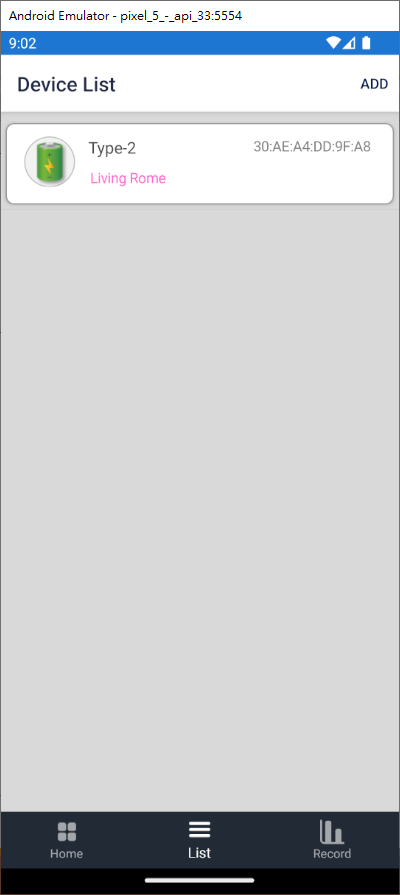 Android Emulator - pixel_5_-_api_33:5554
9:02
Device List
ADD
Type-2
30:AE:A4:DD:9F:A8
Living Rome
Home
List
Record